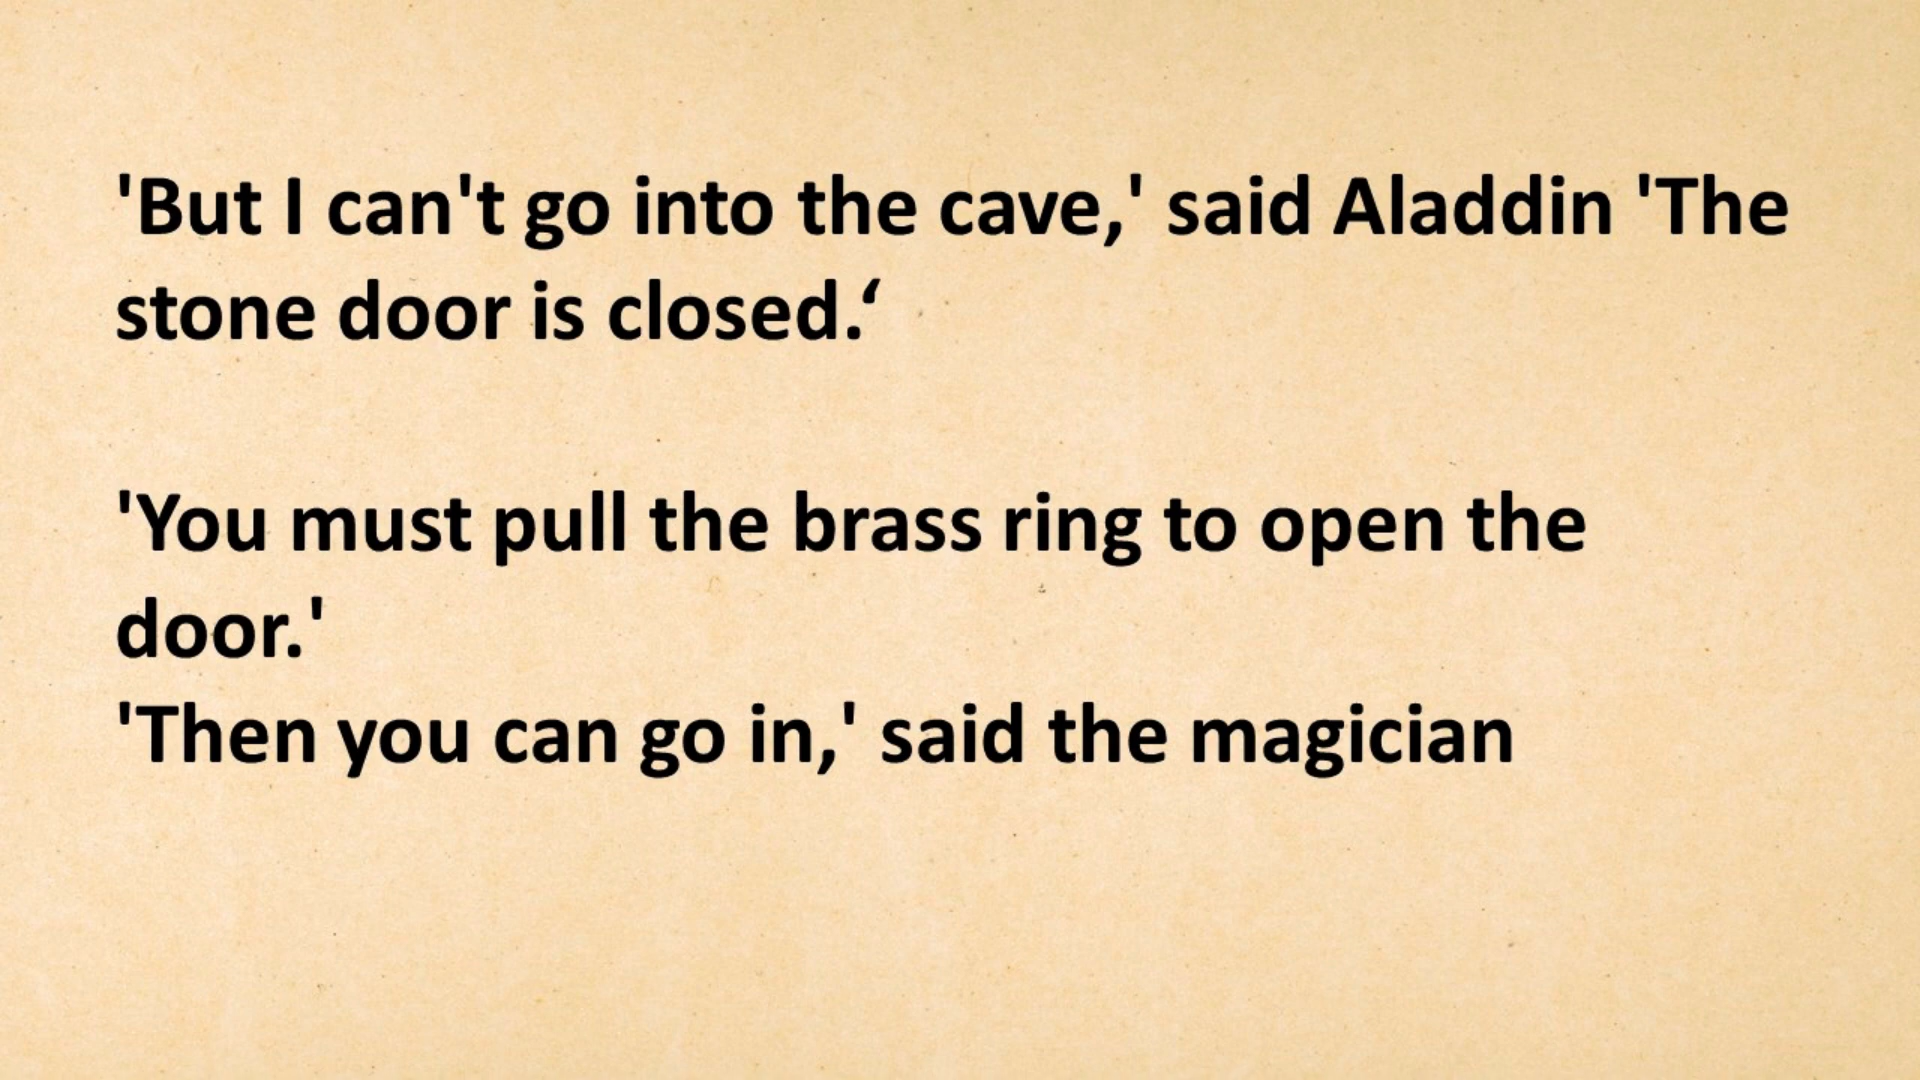 'But I can't go into the cave,' said Aladdin 'The
stone door is closed.‘
'You must pull the brass ring to open the
door.'
'Then you can go in,' said the magician